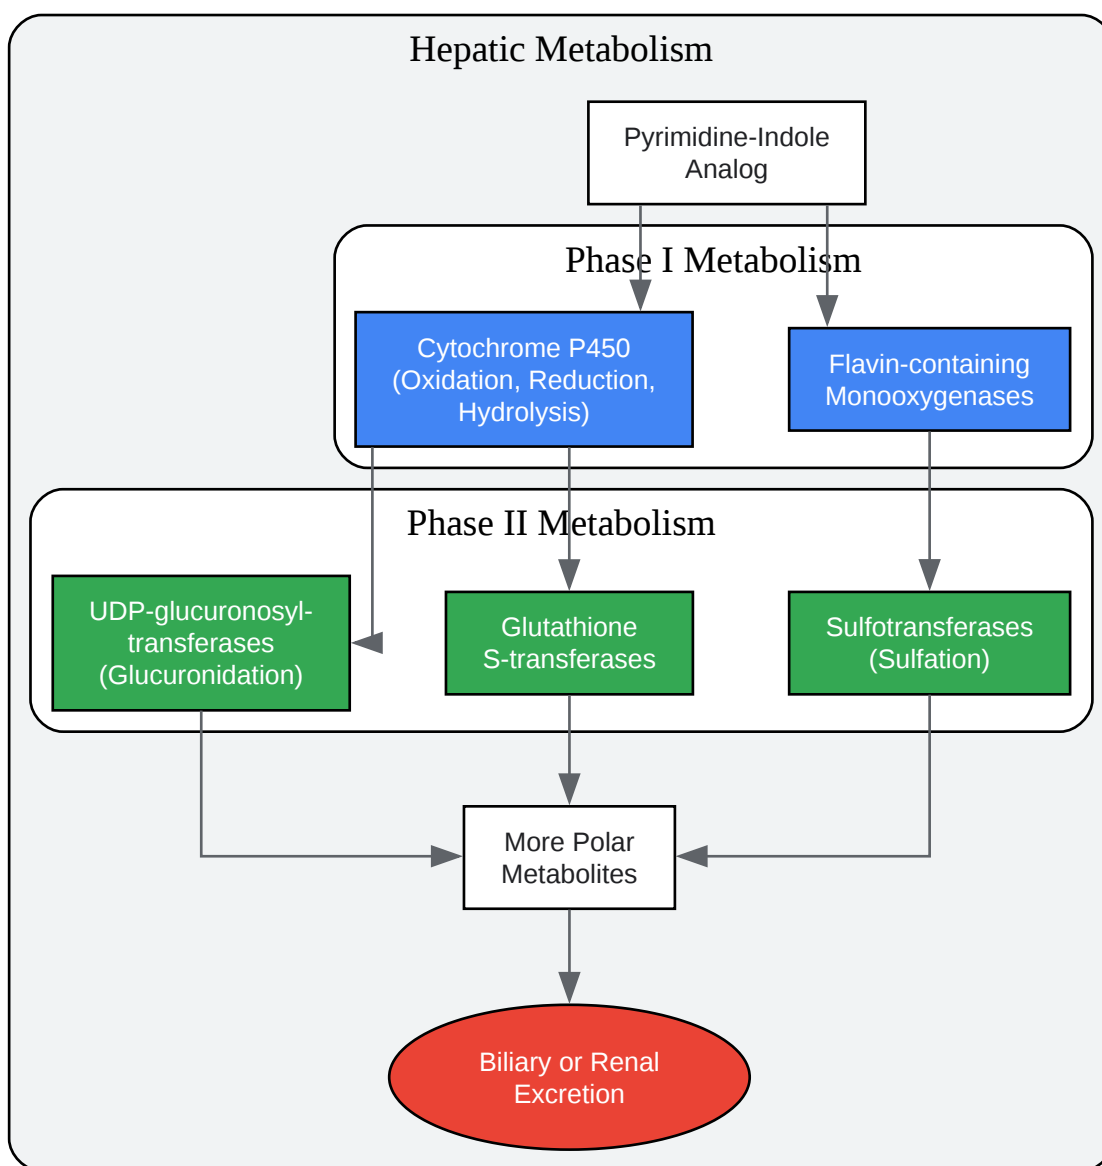 Hepatic Metabolism
Pyrimidine-Indole
Analog
Phase I Metabolism
Cytochrome P450
(Oxidation, Reduction,
Hydrolysis)
Flavin-containing
Monooxygenases
Phase II Metabolism
UDP-glucuronosyl-
transferases
(Glucuronidation)
Glutathione
S-transferases
Sulfotransferases
(Sulfation)
More Polar
Metabolites
Biliary or Renal
Excretion